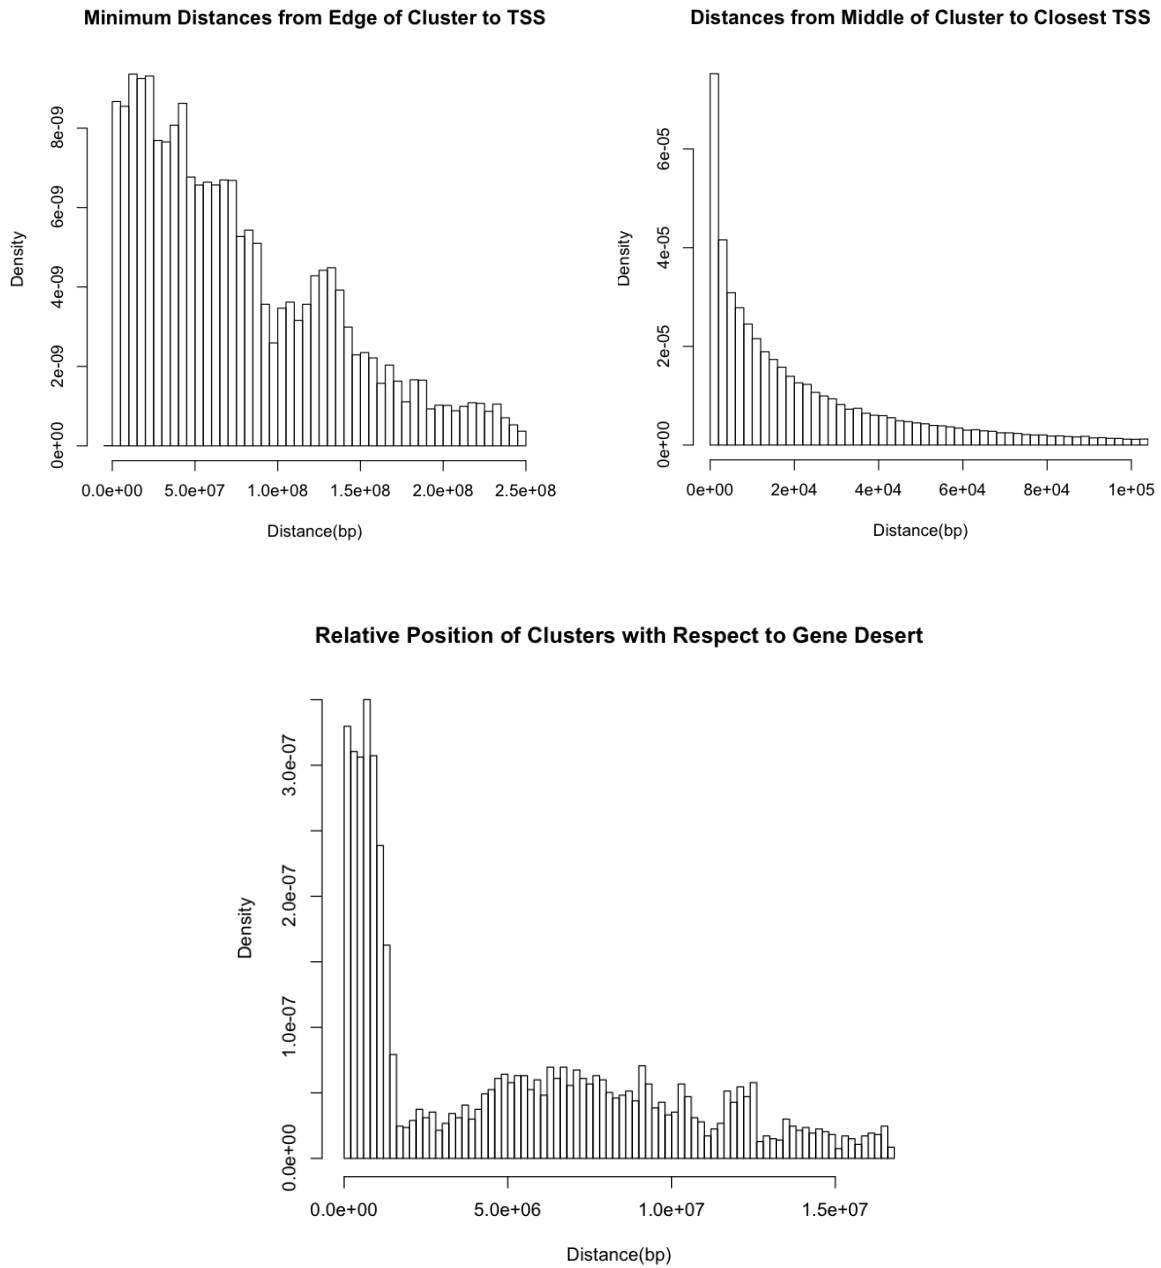 Minimum Distances from Edge of Cluster to TSS
Density
8e-09
6e-09
4e-09
2e-09
0e+00
0.0e+00 5.0e+07 1.0e+08 1.5e+08 2.0e+08 2.5e+08
Distance(bp)
Distances from Middle of Cluster to Closest TSS
Density
6e-05
4e-05
2e-05
0e+00
0e+00 2e+04 4e+04 6e+04 8e+04 1e+05
Distance(bp)
Relative Position of Clusters with Respect to Gene Desert
Density
3.0e-07
2.0e-07
1.0e-07
0.0e+00
0.0e+00 5.0e+06 1.0e+07 1.5e+07
Distance(bp)